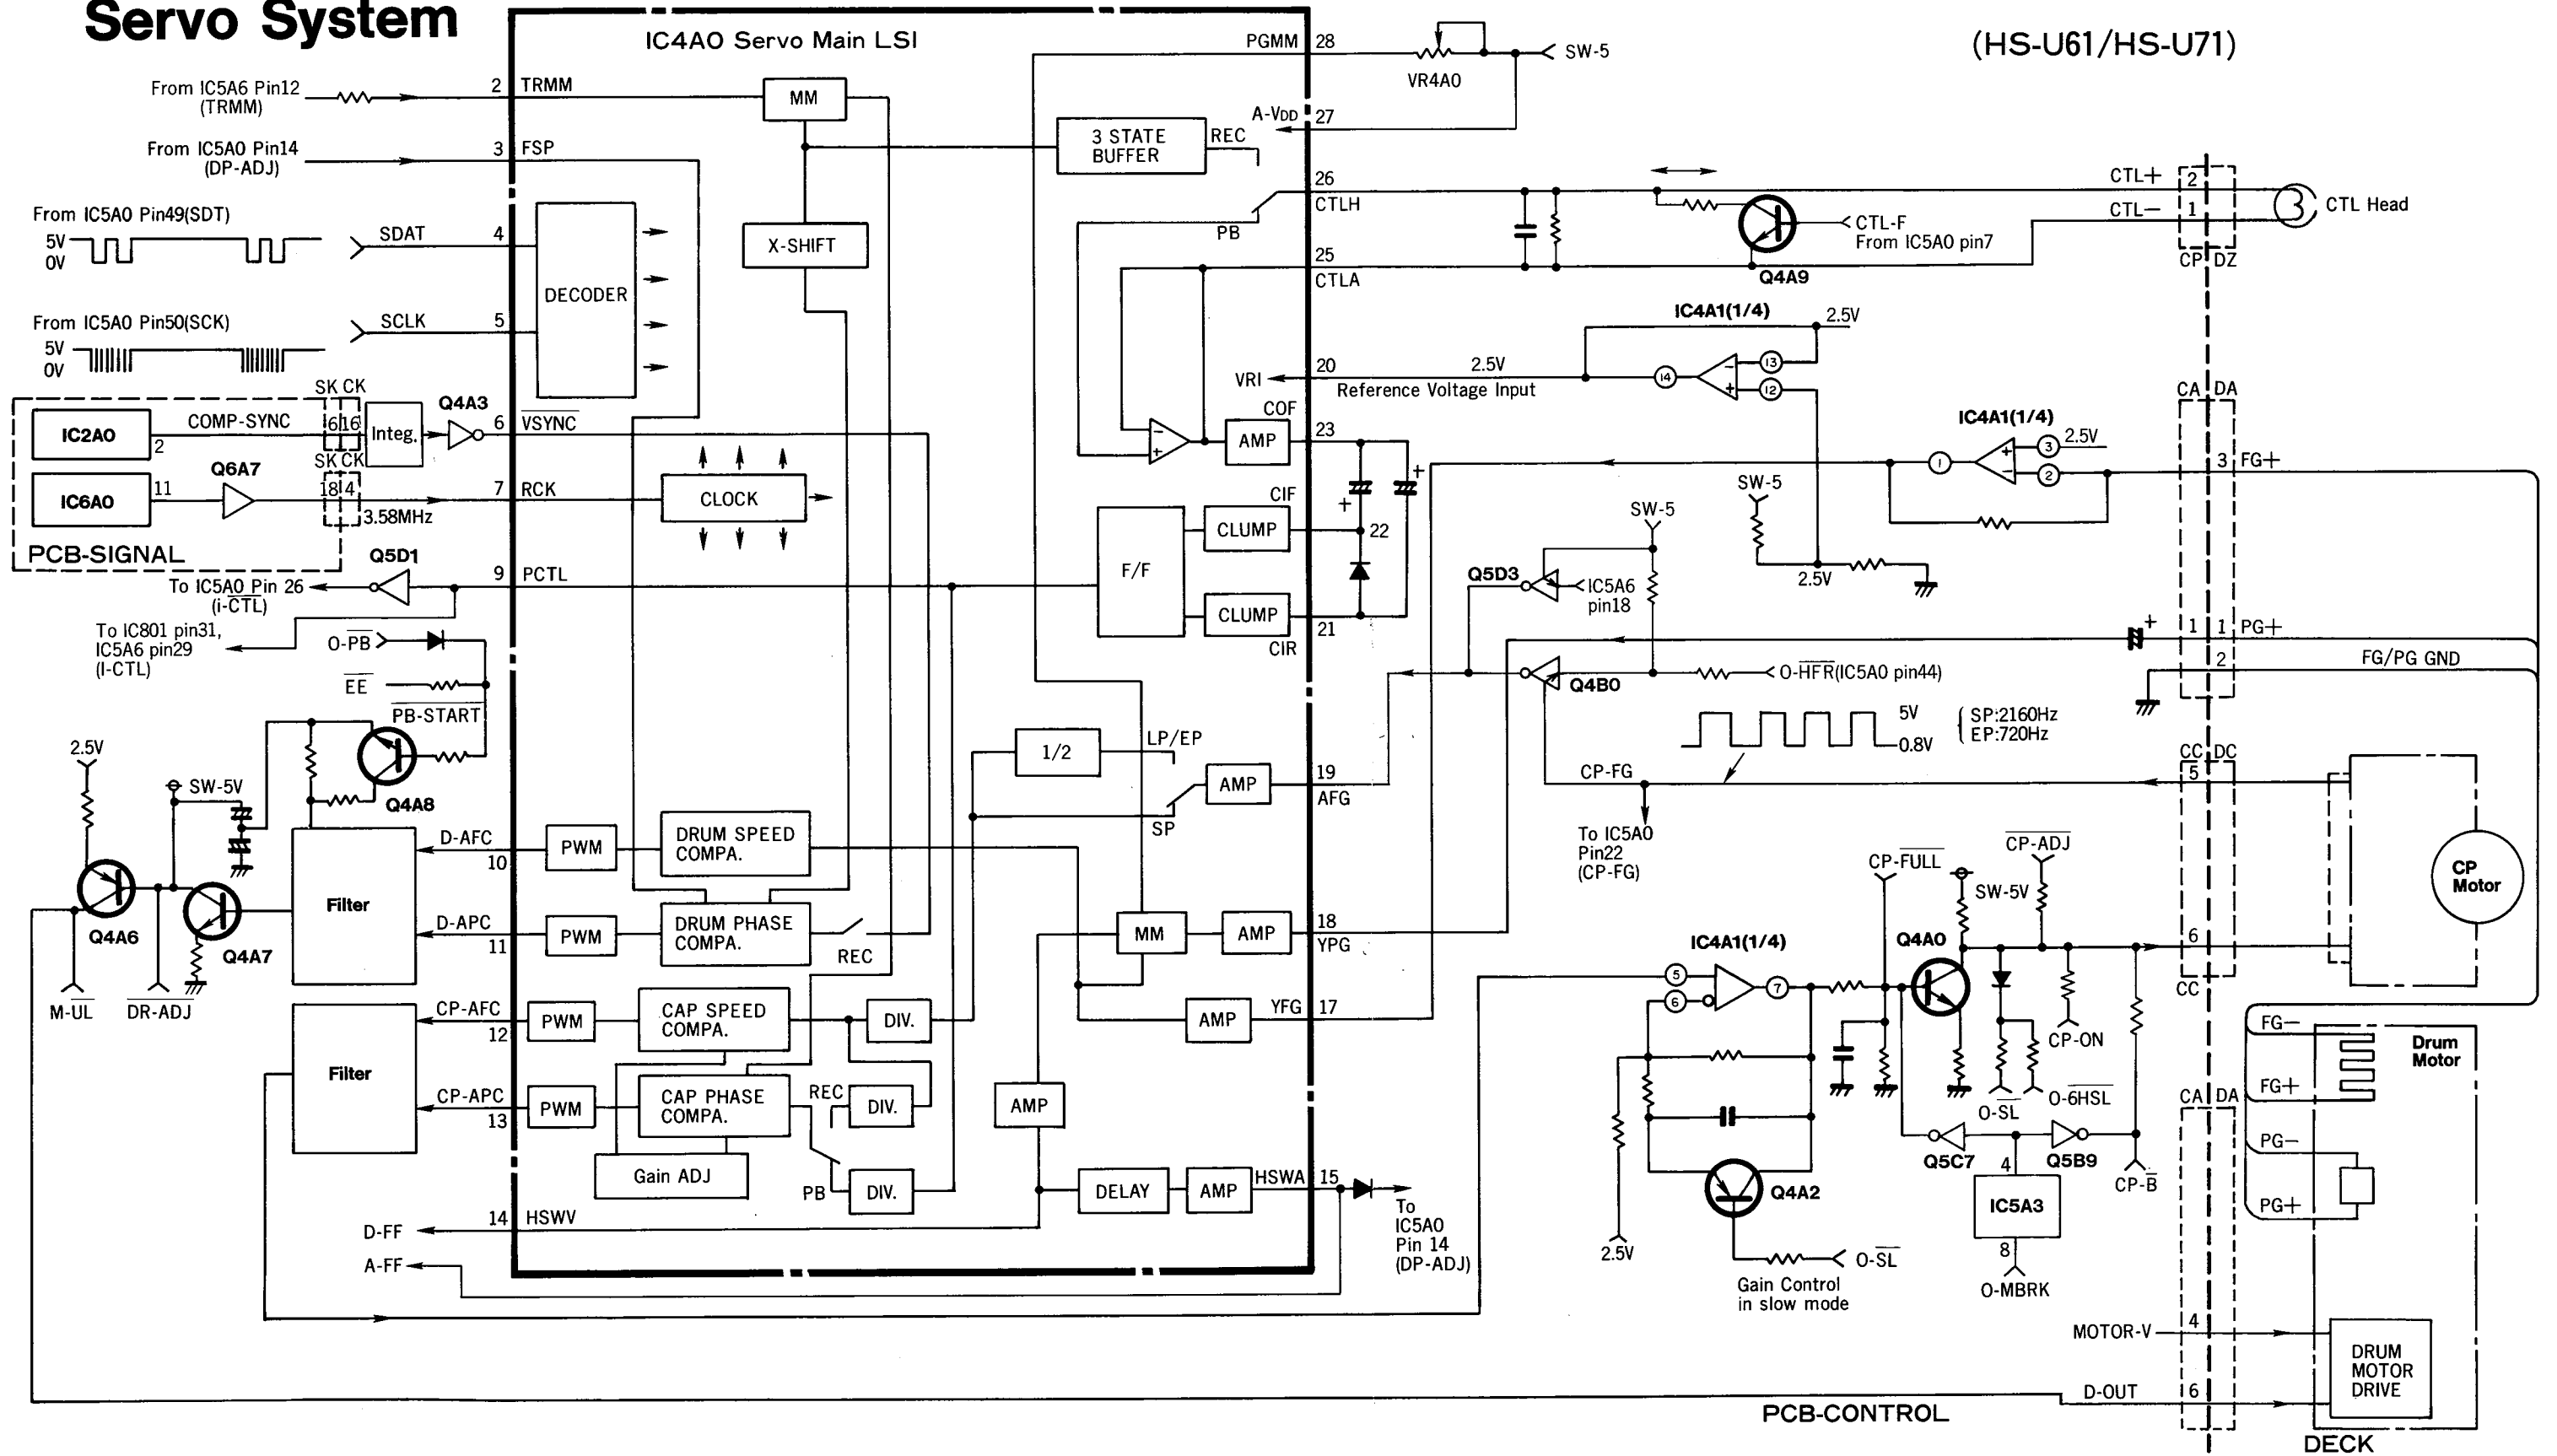 Servo System
(HS-U61/HS-U71)
IC4A0 Servo Main LSI
From IC5A6 Pin12
(TRMM)
2
TRMM
MM
From IC5A0 Pin14
(DP-ADJ)
3
FSP
From IC5A0 Pin49(SDT)
5V
0V
SDAT
4
DECODER
X-SHIFT
From IC5A0 Pin50(SCK)
5V
0V
SCLK
5
SK CK
IC2A0
2
COMP-SYNC
6
16
Integ.
Q4A3
6
VSYNC
SK CK
IC6A0
11
Q6A7
18
4
3.58MHz
7
RCK
CLOCK
PCB-SIGNAL
Q5D1
To IC5A0 Pin 26
(i-CTL)
9
PCTL
To IC801 pin31,
IC5A6 pin29
(I-CTL)
O-PB
EE
PB-START
2.5V
SW-5V
Q4A8
Q4A6
Q4A7
M-UL
DR-ADJ
Filter
D-AFC
10
D-APC
11
PWM
DRUM SPEED
COMPA.
PWM
DRUM PHASE
COMPA.
REC
Filter
CP-AFC
12
CP-APC
13
PWM
CAP SPEED
COMPA.
DIV.
PWM
CAP PHASE
COMPA.
REC
DIV.
Gain ADJ
PB
DIV.
D-FF
14
HSWV
A-FF
PGMM
28
VR4A0
SW-5
A-VDD
27
3 STATE
BUFFER
REC
PB
26
CTLH
25
CTLA
CTL-F
From IC5A0 pin7
Q4A9
CTL+
2
CTL−
1
CP
DZ
CTL Head
IC4A1(1/4)
2.5V
14
13
12
VRI
20
2.5V
Reference Voltage Input
COF
AMP
23
CIF
CLUMP
22
F/F
CLUMP
21
CIR
+
+
−
+
−
+
IC4A1(1/4)
1
3
2.5V
2
+
−
CA
DA
3
FG+
SW-5
2.5V
SW-5
Q5D3
IC5A6
pin18
1
1
PG+
+
2
FG/PG GND
Q4B0
O-HFR(IC5A0 pin44)
5V
0.8V
SP:2160Hz
EP:720Hz
CP-FG
CC
DC
5
To IC5A0
Pin22
(CP-FG)
1/2
LP/EP
SP
AMP
19
AFG
MM
AMP
18
YPG
AMP
YFG
17
AMP
DELAY
AMP
HSWA
15
To
IC5A0
Pin 14
(DP-ADJ)
IC4A1(1/4)
5
6
7
CP-FULL
SW-5V
Q4A0
CP-ADJ
6
CC
CP
Motor
CP-ON
O-SL
O-6HSL
Q5C7
Q5B9
4
IC5A3
8
O-MBRK
CP-B
Q4A2
2.5V
O-SL
Gain Control
in slow mode
FG−
FG+
PG−
PG+
Drum
Motor
CA
DA
MOTOR-V
4
D-OUT
6
DRUM
MOTOR
DRIVE
PCB-CONTROL
DECK